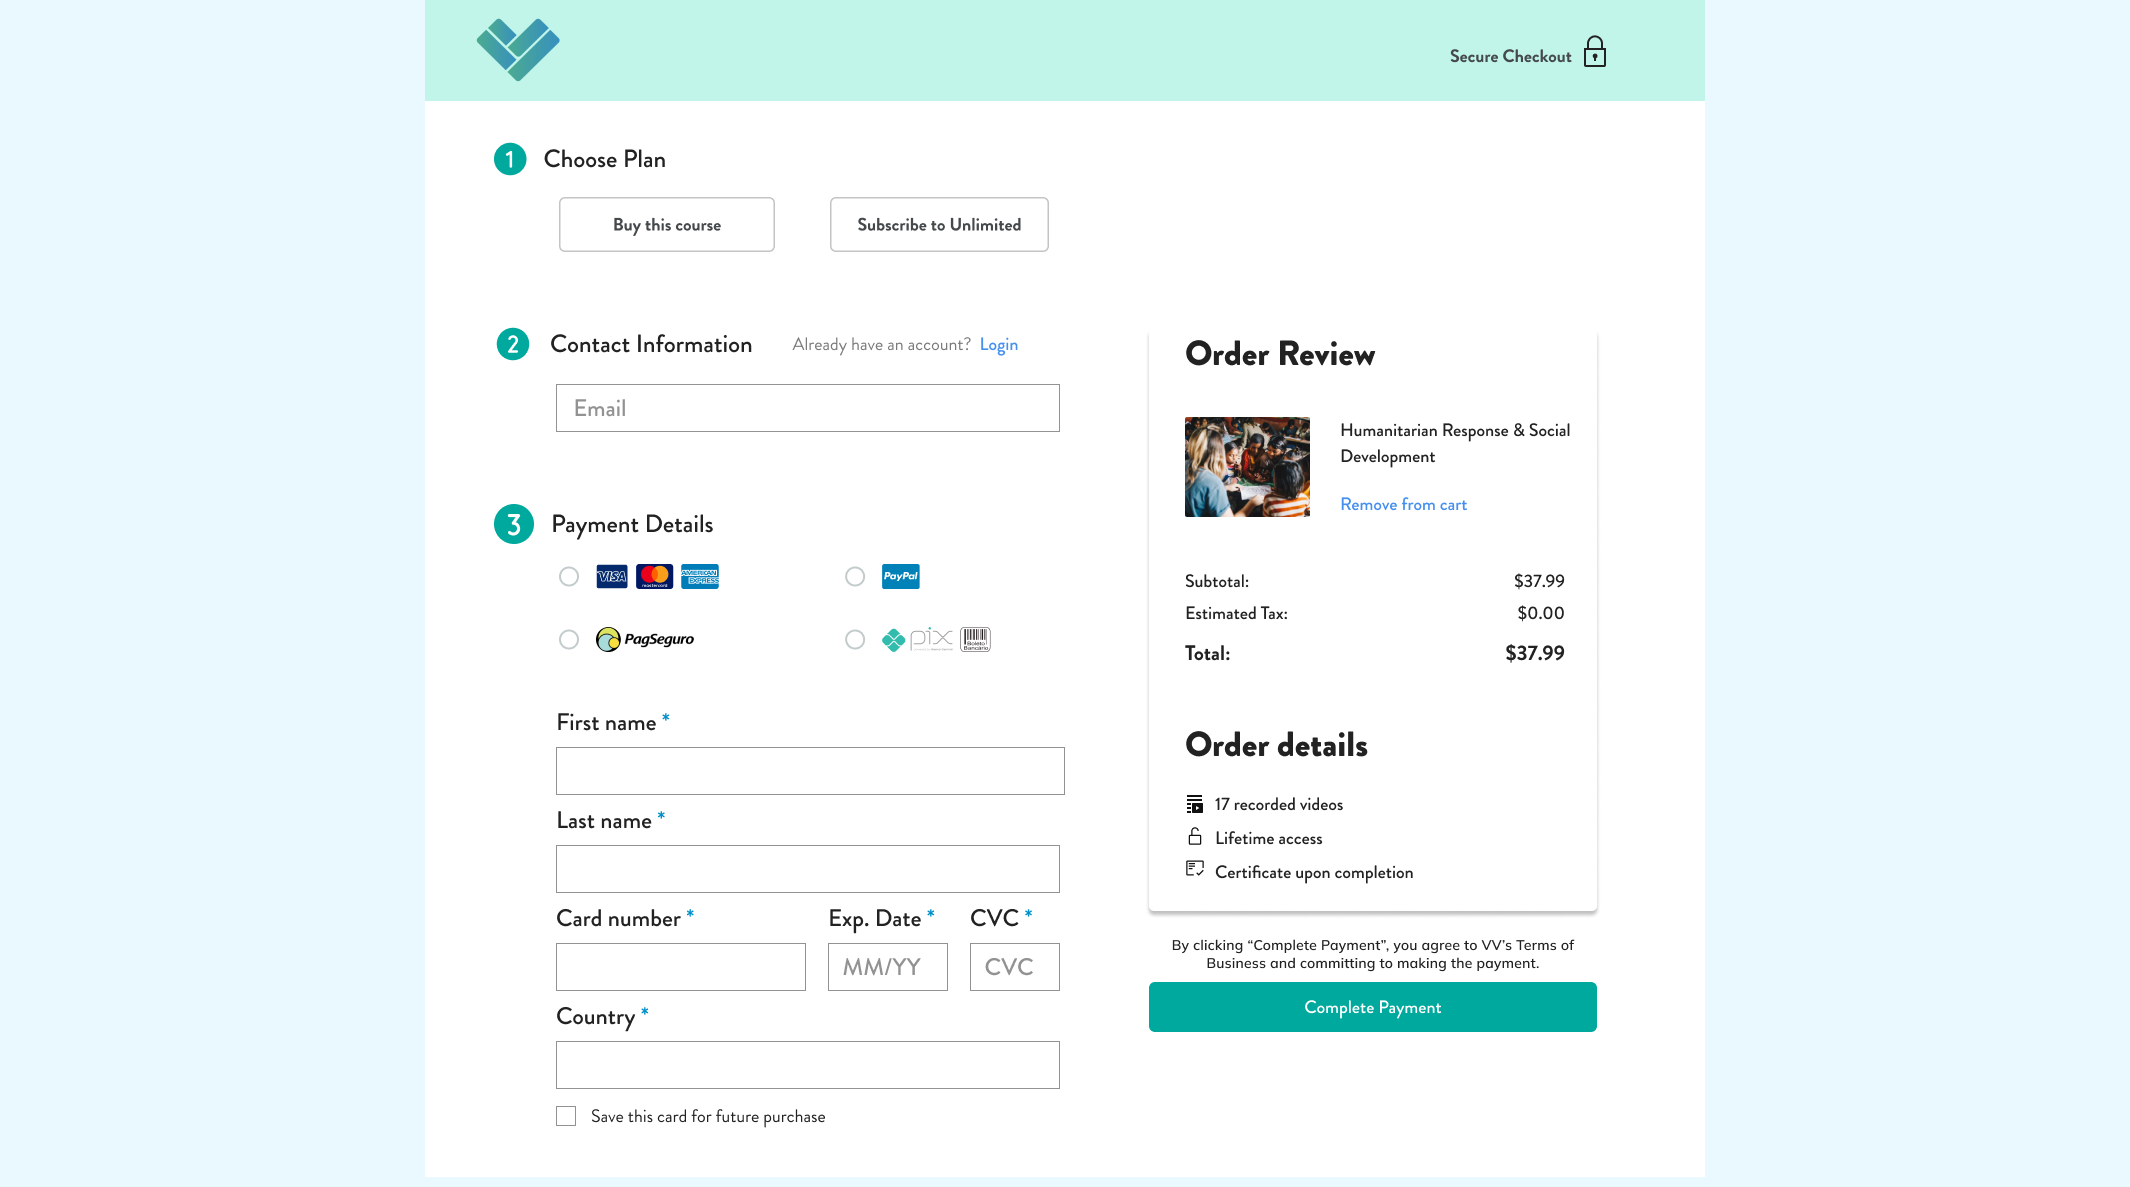 Secure Checkout
1 Choose Plan
Buy this course
Subscribe to Unlimited
2 Contact Information
Already have an account? Login
Email
3 Payment Details
VISA
mastercard
AMERICAN EXPRESS
PayPal
PagSeguro
pix
Boleto
Bancário
First name *
Last name *
Card number *
Exp. Date *
CVC *
MM/YY
CVC
Country *
Save this card for future purchase
Order Review
Humanitarian Response & Social
Development
Remove from cart
Subtotal: $37.99
Estimated Tax: $0.00
Total: $37.99
Order details
17 recorded videos
Lifetime access
Certificate upon completion
By clicking “Complete Payment”, you agree to VV’s Terms of
Business and committing to making the payment.
Complete Payment